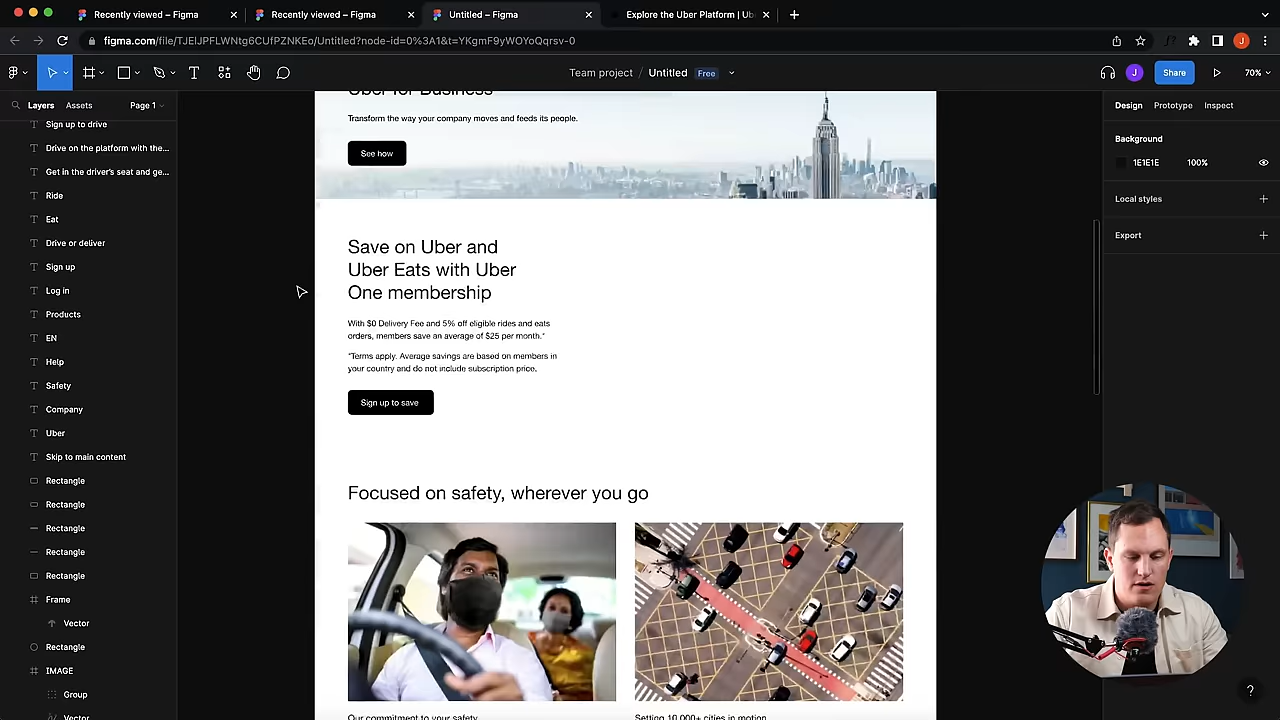 Recently viewed – Figma
Recently viewed – Figma
Untitled – Figma
Explore the Uber Platform | Ub
figma.com/file/TJEIJPFLWNtg6CUfPZNKEo/Untitled?node-id=0%3A1&t=YKgmF9yWOYoQqrsv-0
J
Team project / Untitled Free
J
Share
70%
Layers
Assets
Page 1
Sign up to drive
Drive on the platform with the...
Get in the driver's seat and ge...
Ride
Eat
Drive or deliver
Sign up
Log in
Products
EN
Help
Safety
Company
Uber
Skip to main content
Rectangle
Rectangle
Rectangle
Rectangle
Rectangle
Frame
Vector
Rectangle
IMAGE
Group
Vector
Uber for Business
Transform the way your company moves and feeds its people.
See how
Save on Uber and
Uber Eats with Uber
One membership
With $0 Delivery Fee and 5% off eligible rides and eats
orders, members save an average of $25 per month.*
*Terms apply. Average savings are based on members in
your country and do not include subscription price.
Sign up to save
Focused on safety, wherever you go
Our commitment to your safety
Setting 10,000+ cities in motion
Design
Prototype
Inspect
Background
1E1E1E
100%
Local styles
Export
?